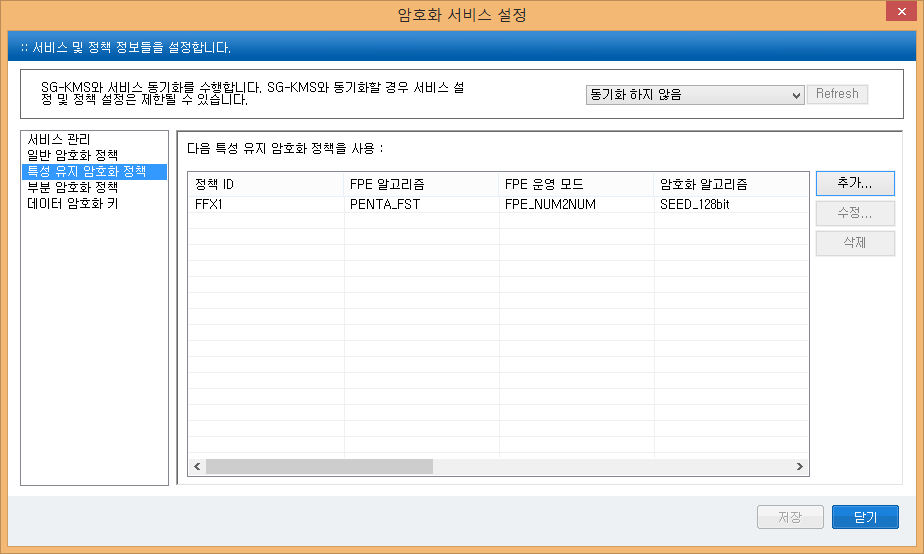 암호화 서비스 설정
:: 서비스 및 정책 정보들을 설정합니다.
SG-KMS와 서비스 동기화를 수행합니다. SG-KMS와 동기화할 경우 서비스 설
정 및 정책 설정은 제한될 수 있습니다.
동기화 하지 않음
Refresh
서비스 관리
일반 암호화 정책
특성 유지 암호화 정책
부분 암호화 정책
데이터 암호화 키
다음 특성 유지 암호화 정책을 사용 :
정책 ID FPE 알고리즘 FPE 운영 모드 암호화 알고리즘
FFX1 PENTA_FST FPE_NUM2NUM SEED_128bit
추가...
수정...
삭제
저장
닫기